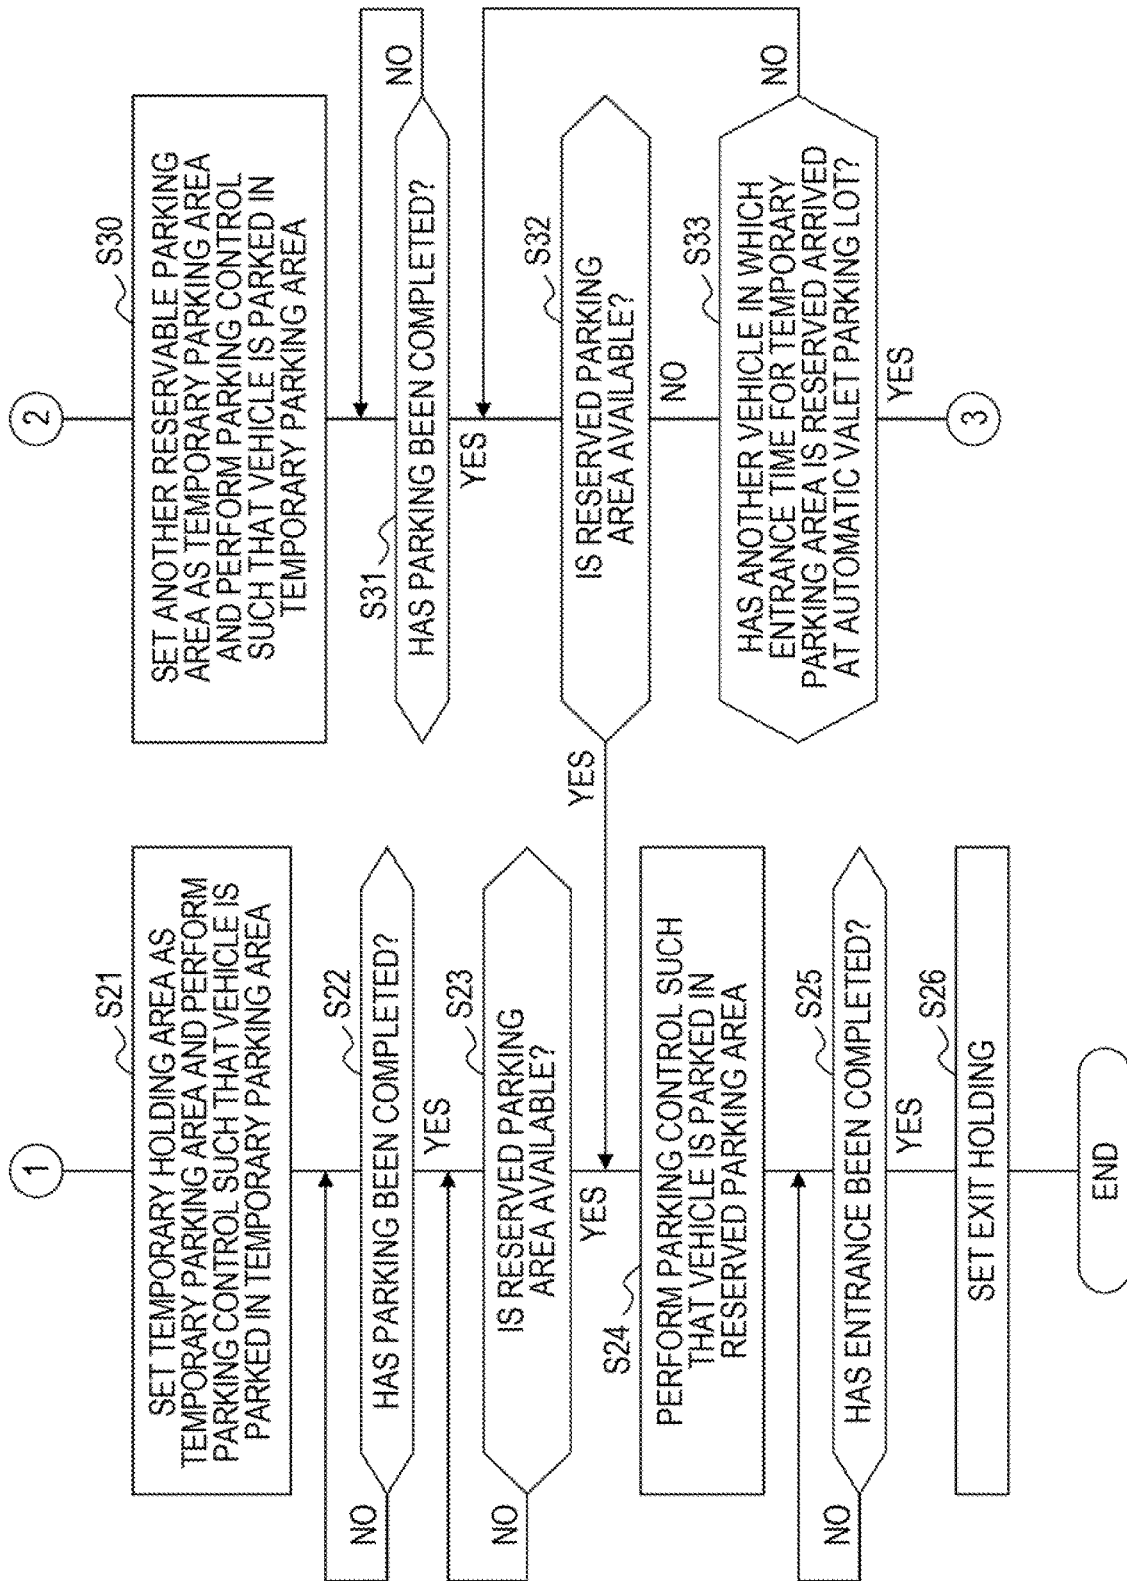 1
S21
SET TEMPORARY HOLDING AREA AS
TEMPORARY PARKING AREA AND PERFORM
PARKING CONTROL SUCH THAT VEHICLE IS
PARKED IN TEMPORARY PARKING AREA
S22
HAS PARKING BEEN COMPLETED?
NO
YES
S23
IS RESERVED PARKING
AREA AVAILABLE?
NO
YES
S24
PERFORM PARKING CONTROL SUCH
THAT VEHICLE IS PARKED IN
RESERVED PARKING AREA
S25
HAS ENTRANCE BEEN COMPLETED?
NO
YES
S26
SET EXIT HOLDING
END
2
S30
SET ANOTHER RESERVABLE PARKING
AREA AS TEMPORARY PARKING AREA
AND PERFORM PARKING CONTROL
SUCH THAT VEHICLE IS PARKED IN
TEMPORARY PARKING AREA
S31
HAS PARKING BEEN COMPLETED?
NO
YES
S32
IS RESERVED PARKING
AREA AVAILABLE?
YES
NO
S33
HAS ANOTHER VEHICLE IN WHICH
ENTRANCE TIME FOR TEMPORARY
PARKING AREA IS RESERVED ARRIVED
AT AUTOMATIC VALET PARKING LOT?
NO
YES
3